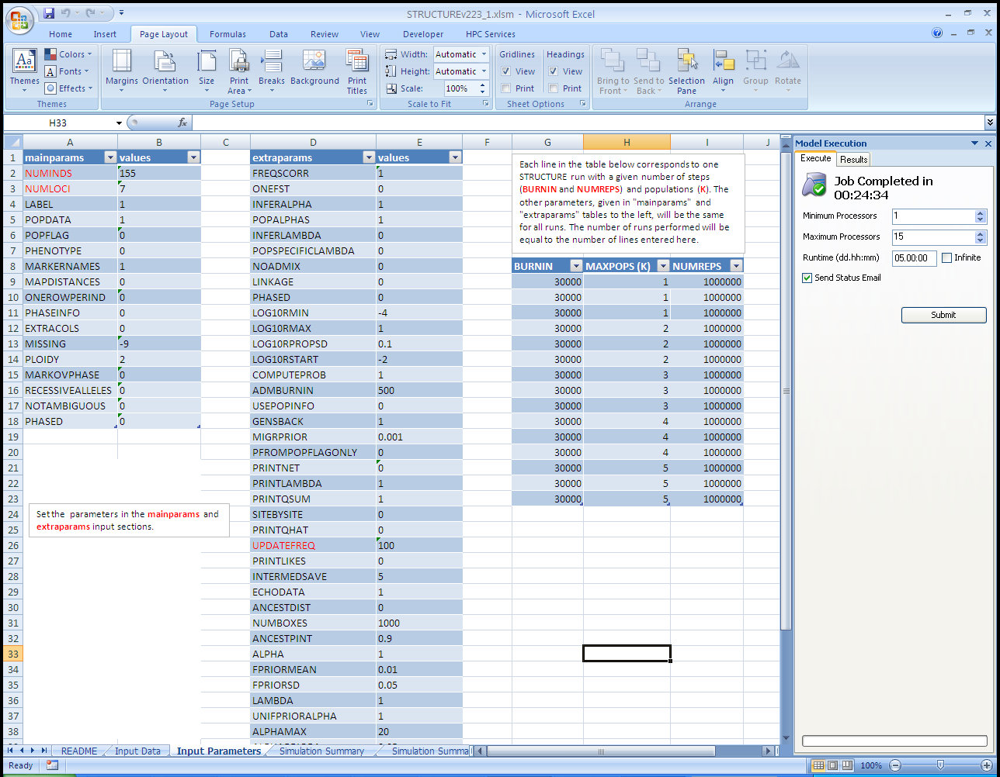 STRUCTUREv223_1.xlsm - Microsoft Excel
Home Insert Page Layout Formulas Data Review View Developer HPC Services
Themes Colors Fonts Effects Margins Orientation Size Print Area Breaks Background Print Titles Width: Automatic Height: Automatic Scale: 100% Gridlines View Print Headings View Print Bring to Front Send to Back Selection Pane Align Group Rotate
Themes Page Setup Scale to Fit Sheet Options Arrange
H33 fx
A B C D E F G H I J
1 mainparams values extraparams values
2 NUMINDS 155 FREQSCORR 1
3 NUMLOCI 7 ONEFST 0
4 LABEL 1 INFERALPHA 1
5 POPDATA 1 POPALPHAS 1
6 POPFLAG 0 INFERLAMBDA 0
7 PHENOTYPE 0 POPSPECIFICLAMBDA 0
8 MARKERNAMES 1 NOADMIX 0 BURNIN MAXPOPS (K) NUMREPS
9 MAPDISTANCES 0 LINKAGE 0 30000 1 1000000
10 ONEROWPERIND 0 PHASED 0 30000 1 1000000
11 PHASEINFO 0 LOG10RMIN -4 30000 1 1000000
12 EXTRACOLS 0 LOG10RMAX 1 30000 2 1000000
13 MISSING -9 LOG10RPROPSD 0.1 30000 2 1000000
14 PLOIDY 2 LOG10RSTART -2 30000 2 1000000
15 MARKOVPHASE 0 COMPUTEPROB 1 30000 3 1000000
16 RECESSIVEALLELES 0 ADMBURNIN 500 30000 3 1000000
17 NOTAMBIGUOUS 0 USEPOPINFO 0 30000 3 1000000
18 PHASED 0 GENSBACK 1 30000 4 1000000
19 MIGRPRIOR 0.001 30000 4 1000000
20 PFROMPOPFLAGONLY 0 30000 4 1000000
21 PRINTNET 0 30000 5 1000000
22 PRINTLAMBDA 1 30000 5 1000000
23 PRINTQSUM 1 30000 5 1000000
24 SITEBYSITE 0
25 PRINTQHAT 0
26 UPDATEFREQ 100
27 PRINTLIKES 0
28 INTERMEDSAVE 5
29 ECHODATA 1
30 ANCESTDIST 0
31 NUMBOXES 1000
32 ANCESTPINT 0.9
33 ALPHA 1
34 FPRIORMEAN 0.01
35 FPRIORSD 0.05
36 LAMBDA 1
37 UNIFPRIORALPHA 1
38 ALPHAMAX 20
Set the parameters in the mainparams and
extraparams input sections.
Each line in the table below corresponds to one
STRUCTURE run with a given number of steps
(BURNIN and NUMREPS) and populations (K). The
other parameters, given in "mainparams" and
"extraparams" tables to the left, will be the same
for all runs. The number of runs performed will be
equal to the number of lines entered here.
Model Execution
Execute Results
Job Completed in
00:24:34
Minimum Processors 1
Maximum Processors 15
Runtime (dd.hh:mm) 05.00:00 Infinite
Send Status Email
Submit
README Input Data Input Parameters Simulation Summary Simulation Summa
Ready 100%